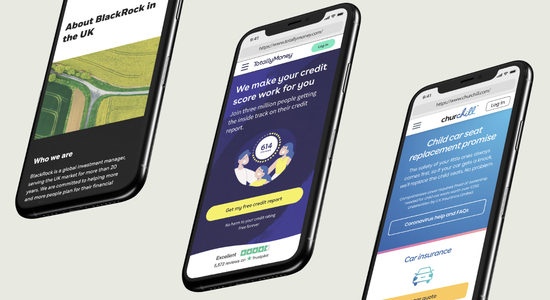 About BlackRock in
the UK
Who we are
BlackRock is a global investment manager,
serving the UK market for more than 20
years. We are committed to helping more
and more people plan for their financial
9:41
https://www.totallymoney.com/
TotallyMoney
Log in
We make your credit
score work for you
Join three million people getting
the inside track on their credit
report.
614
Get my free credit report
No harm to your credit rating
Free forever
Excellent
5,872 reviews on Trustpilot
9:41
https://www.churchill.com/
churchill
Log in
Child car seat
replacement promise
The safety of your little ones always
comes first, so if your car gets a knock
we'll replace the child seats. No problem
Coronavirus help and FAQs
Car insurance
quote